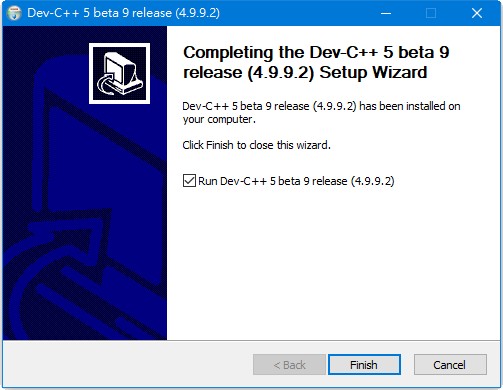 Dev-C++ 5 beta 9 release (4.9.9.2)
Completing the Dev-C++ 5 beta 9
release (4.9.9.2) Setup Wizard
Dev-C++ 5 beta 9 release (4.9.9.2) has been installed on
your computer.
Click Finish to close this wizard.
Run Dev-C++ 5 beta 9 release (4.9.9.2)
< Back
Finish
Cancel